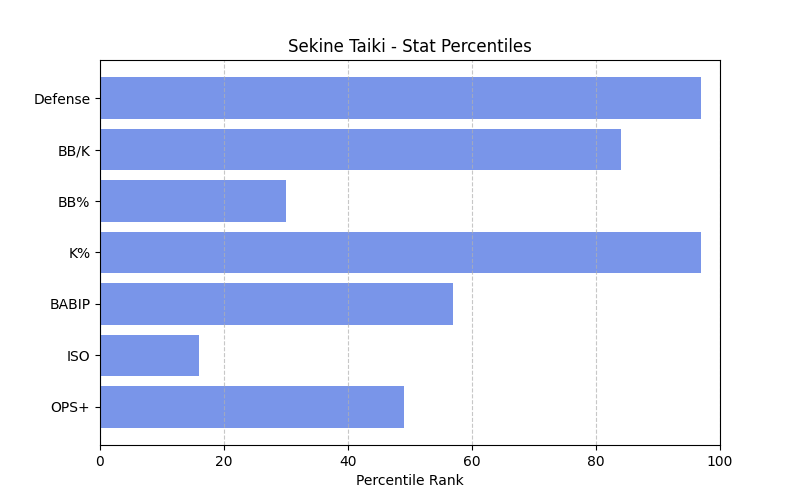 Sekine Taiki - Stat Percentiles
Defense
BB/K
BB%
K%
BABIP
ISO
OPS+
0 20 40 60 80 100
Percentile Rank